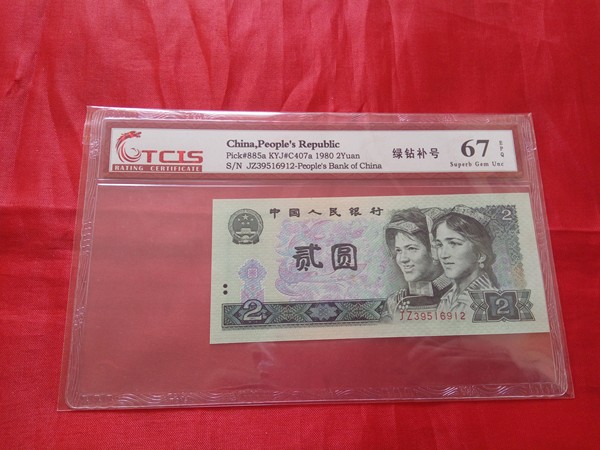 TCIS
RATING CERTIFICATE
China,People's Republic
Pick#885a KYJ#C407a 1980 2Yuan
S/N JZ39516912-People's Bank of China
绿钻补号
67 EPQ
Superb Gem Unc
中国人民银行
2
贰圆
2
2
JZ39516912